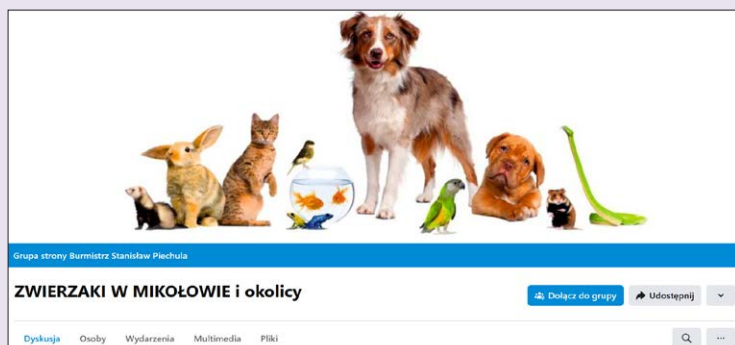 Grupa strony Burmistrz Stanisław Piechula
ZWIERZAKI W MIKOŁOWIE i okolicy
Dołącz do grupy
Udostępnij
Dyskusja Osoby Wydarzenia Multimedia Pliki